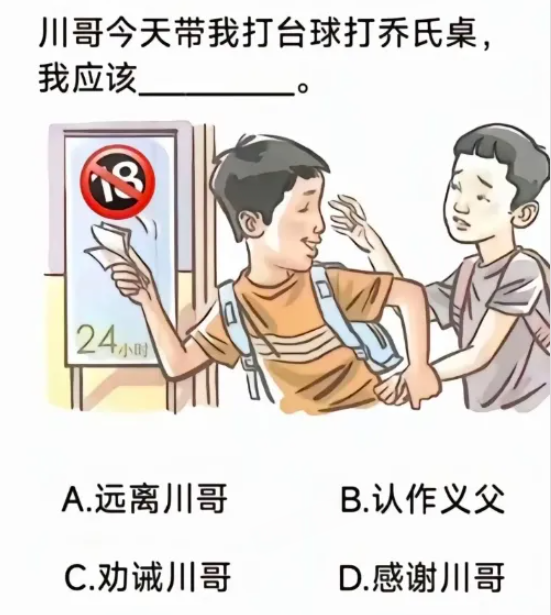 川哥今天带我打台球打乔氏桌，
我应该_________。
18
24小时
A.远离川哥 B.认作义父
C.劝诫川哥 D.感谢川哥